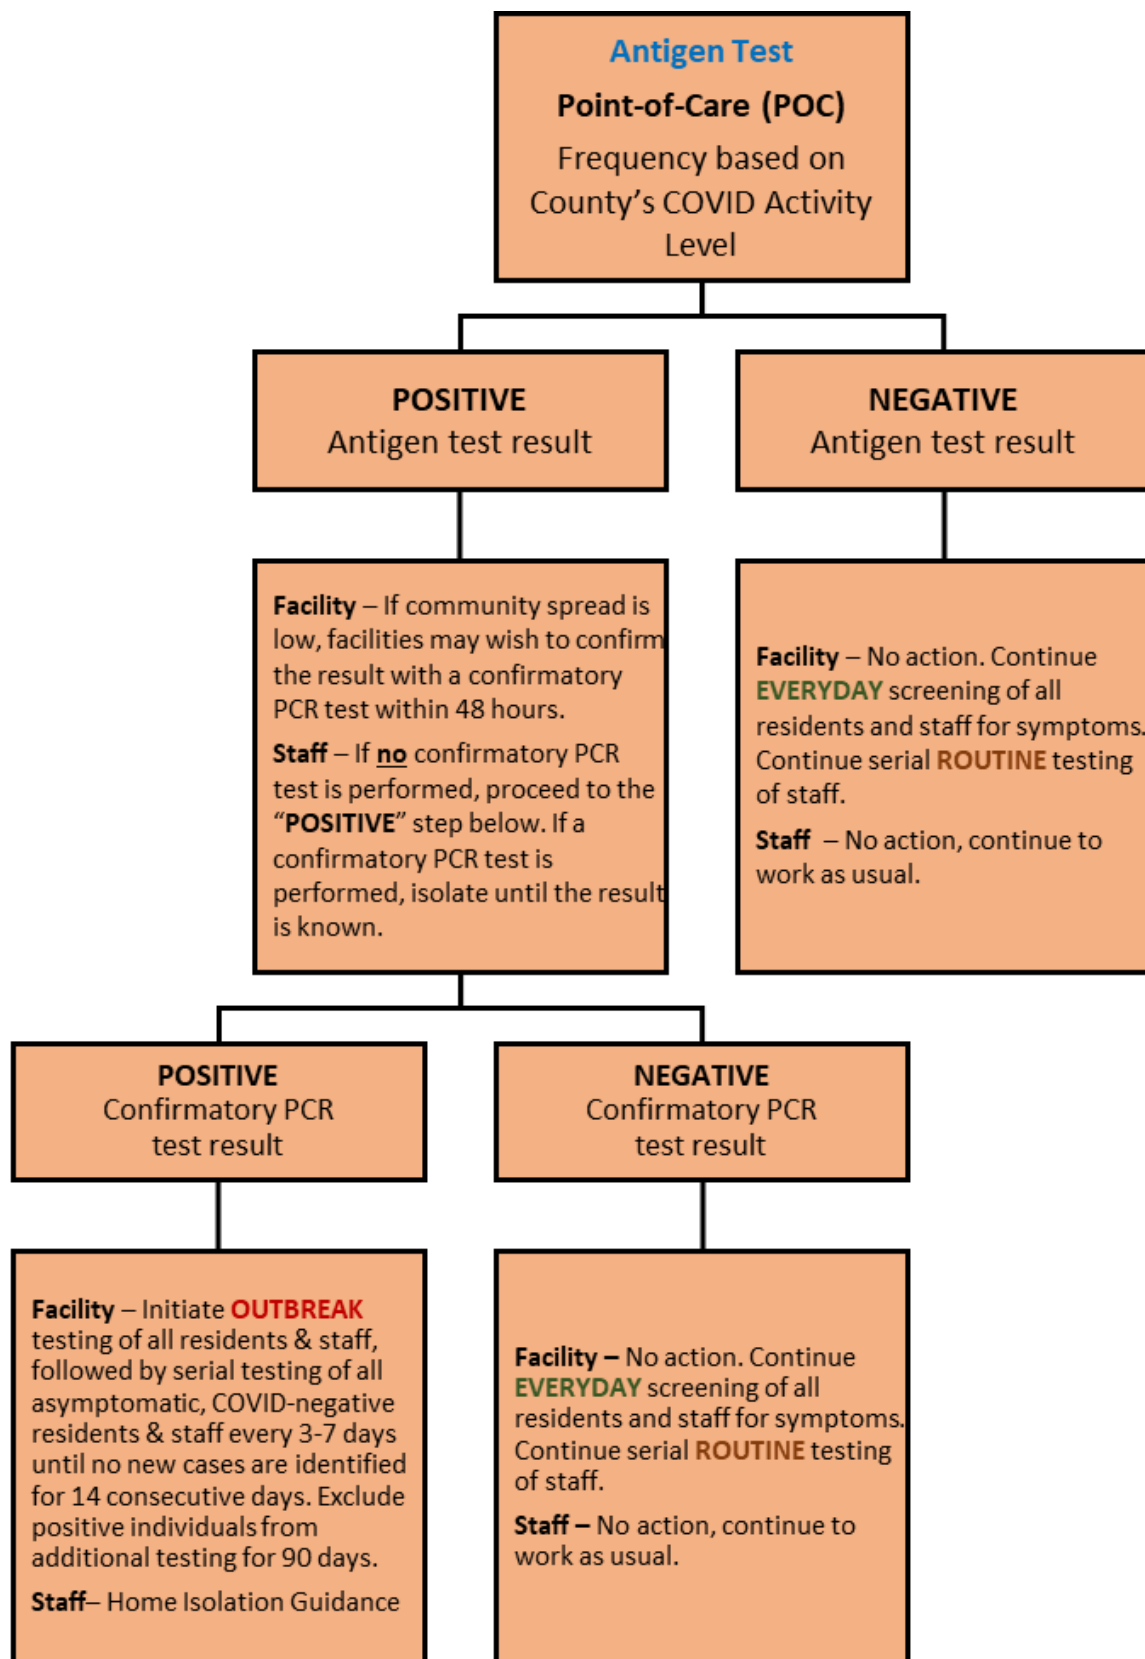 Antigen Test
Point-of-Care (POC)
Frequency based on
County's COVID Activity
Level
POSITIVE
Antigen test result
NEGATIVE
Antigen test result
Facility – If community spread is
low, facilities may wish to confirm
the result with a confirmatory
PCR test within 48 hours.
Staff – If no confirmatory PCR
test is performed, proceed to the
“POSITIVE” step below. If a
confirmatory PCR test is
performed, isolate until the result
is known.
Facility – No action. Continue
EVERYDAY screening of all
residents and staff for symptoms.
Continue serial ROUTINE testing
of staff.
Staff – No action, continue to
work as usual.
POSITIVE
Confirmatory PCR
test result
NEGATIVE
Confirmatory PCR
test result
Facility – Initiate OUTBREAK
testing of all residents & staff,
followed by serial testing of all
asymptomatic, COVID-negative
residents & staff every 3-7 days
until no new cases are identified
for 14 consecutive days. Exclude
positive individuals from
additional testing for 90 days.
Staff– Home Isolation Guidance
Facility – No action. Continue
EVERYDAY screening of all
residents and staff for symptoms.
Continue serial ROUTINE testing
of staff.
Staff – No action, continue to
work as usual.